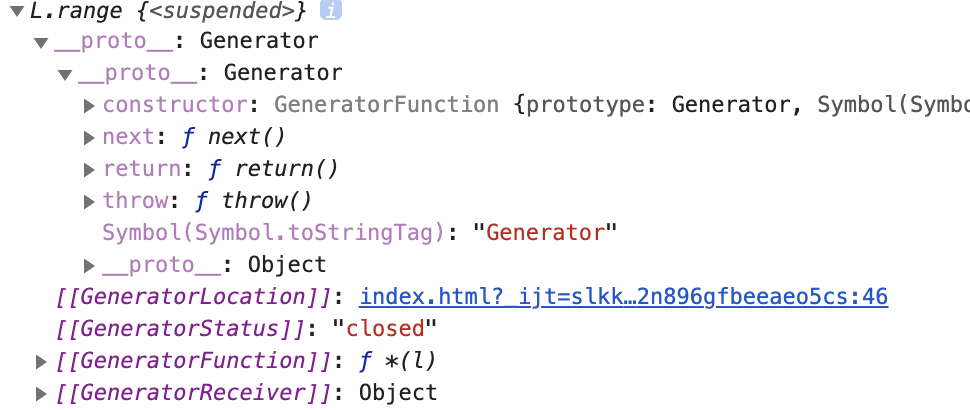 L.range {<suspended>} i
__proto__: Generator
__proto__: Generator
constructor: GeneratorFunction {prototype: Generator, Symbol(Symbo
next: ƒ next()
return: ƒ return()
throw: ƒ throw()
Symbol(Symbol.toStringTag): "Generator"
__proto__: Object
[[GeneratorLocation]]: index.html?_ijt=slkk…2n896gfbeeaeo5cs:46
[[GeneratorStatus]]: "closed"
[[GeneratorFunction]]: ƒ *(l)
[[GeneratorReceiver]]: Object